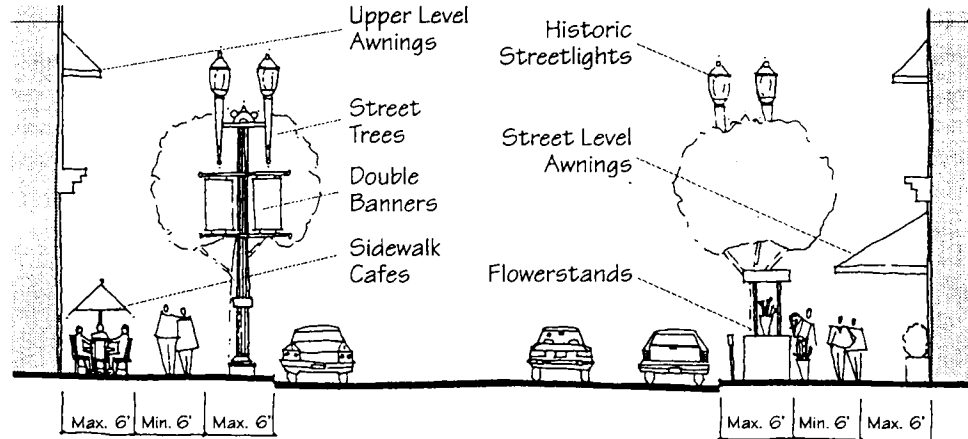 Upper Level
Awnings
Street
Trees
Double
Banners
Sidewalk
Cafes
Historic
Streetlights
Street Level
Awnings
Flowerstands
Max. 6' Min. 6' Max. 6'
Max. 6' Min. 6' Max. 6'